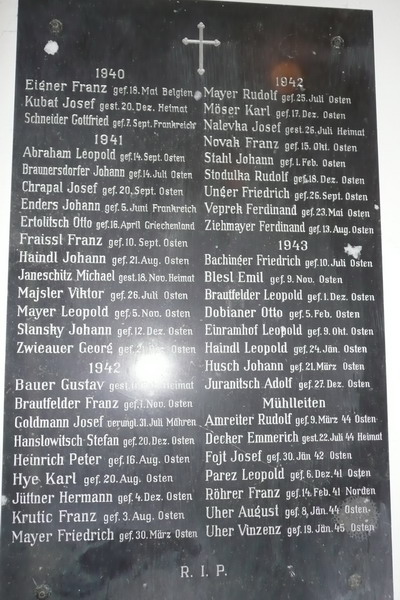 1940
Eigner Franz gef. 18. Mai Belgien
Kubat Josef gest. 20. Dez. Heimat
Schneider Gottfried gef. 7. Sept. Frankreich
1941
Abraham Leopold gef. 14. Sept. Osten
Braunersdorfer Johann gef. 14. Juli Osten
Chrapal Josef gef. 20. Sept. Osten
Enders Johann gef. 5. Juni Frankreich
Ertolitsch Otto gef. 16. April Griechenland
Fraissl Franz gef. 10. Sept. Osten
Haindl Johann gef. 21. Aug. Osten
Janeschitz Michael gest. 18. Nov. Heimat
Majsler Viktor gef. 26. Juli Osten
Mayer Leopold gef. 5. Nov. Osten
Slansky Johann gef. 12. Dez. Osten
Zwieauer Georg gef. Dez. Osten
1942
Bauer Gustav gest. Heimat
Brautfelder Franz gef. 1. Nov. Osten
Goldmann Josef verungl. 31. Juli Mähren
Hanslowitsch Stefan gef. 20. Dez. Osten
Heinrich Peter gef. 16. Aug. Osten
Hye Karl gef. 20. Aug. Osten
Jüttner Hermann gef. 4. Dez. Osten
Krutic Franz gef. 3. Aug. Osten
Mayer Friedrich gef. 30. März Osten
1942
Mayer Rudolf gef. 25. Juli Osten
Möser Karl gef. 17. Dez. Osten
Nalevka Josef gest. 26. Juli Heimat
Novak Franz gef. 15. Okt. Osten
Stahl Johann gef. 1. Feb. Osten
Stodulka Rudolf gef. 18. Dez. Osten
Unger Friedrich gef. 26. Sept. Osten
Veprek Ferdinand gef. 23. Mai Osten
Ziehmayer Ferdinand gef. 13. Aug. Osten
1943
Bachinger Friedrich gef. 10. Juli Osten
Blesl Emil gef. 9. Nov. Osten
Brautfelder Leopold gef. 1. Dez. Osten
Dobianer Otto gef. 5. Feb. Osten
Einramhof Leopold gef. 9. Okt. Osten
Haindl Leopold gef. 24. Jän. Osten
Husch Johann gef. 21. März Osten
Juranitsch Adolf gef. 27. Dez. Osten
Mühlleiten
Amreiter Rudolf gef. 9. März 44 Osten
Decker Emmerich gest. 22. Juli 44 Heimat
Fojt Josef gef. 30. Jän 42 Osten
Parez Leopold gef. 6. Dez. 41 Osten
Röhrer Franz gef. 14. Feb. 41 Norden
Uher August gef. 8. Jän. 44 Osten
Uher Vinzenz gef. 19. Jän. 45 Osten
R. I. P.